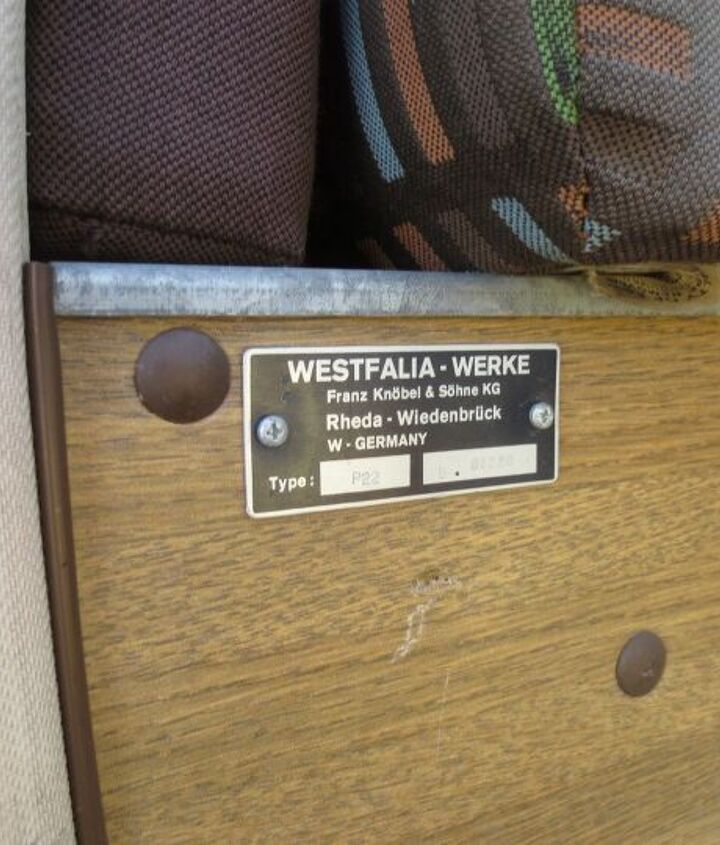 WESTFALIA - WERKE
Franz Knöbel & Söhne KG
Rheda - Wiedenbrück
W - GERMANY
Type: P22